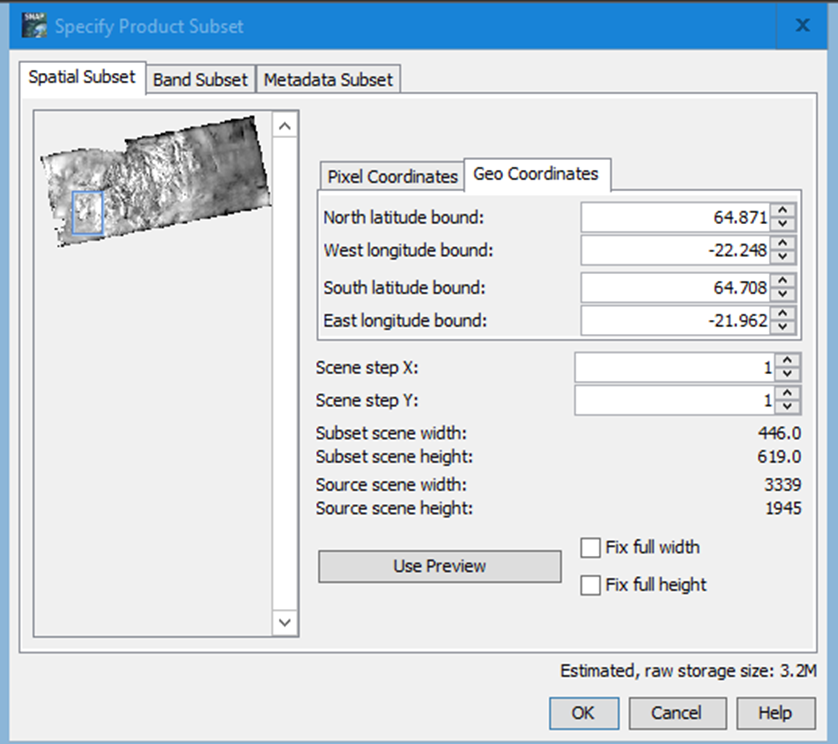 SNAP
Specify Product Subset
Spatial Subset Band Subset Metadata Subset
Pixel Coordinates Geo Coordinates
North latitude bound: 64.871
West longitude bound: -22.248
South latitude bound: 64.708
East longitude bound: -21.962
Scene step X: 1
Scene step Y: 1
Subset scene width: 446.0
Subset scene height: 619.0
Source scene width: 3339
Source scene height: 1945
Use Preview
Fix full width
Fix full height
Estimated, raw storage size: 3.2M
OK Cancel Help